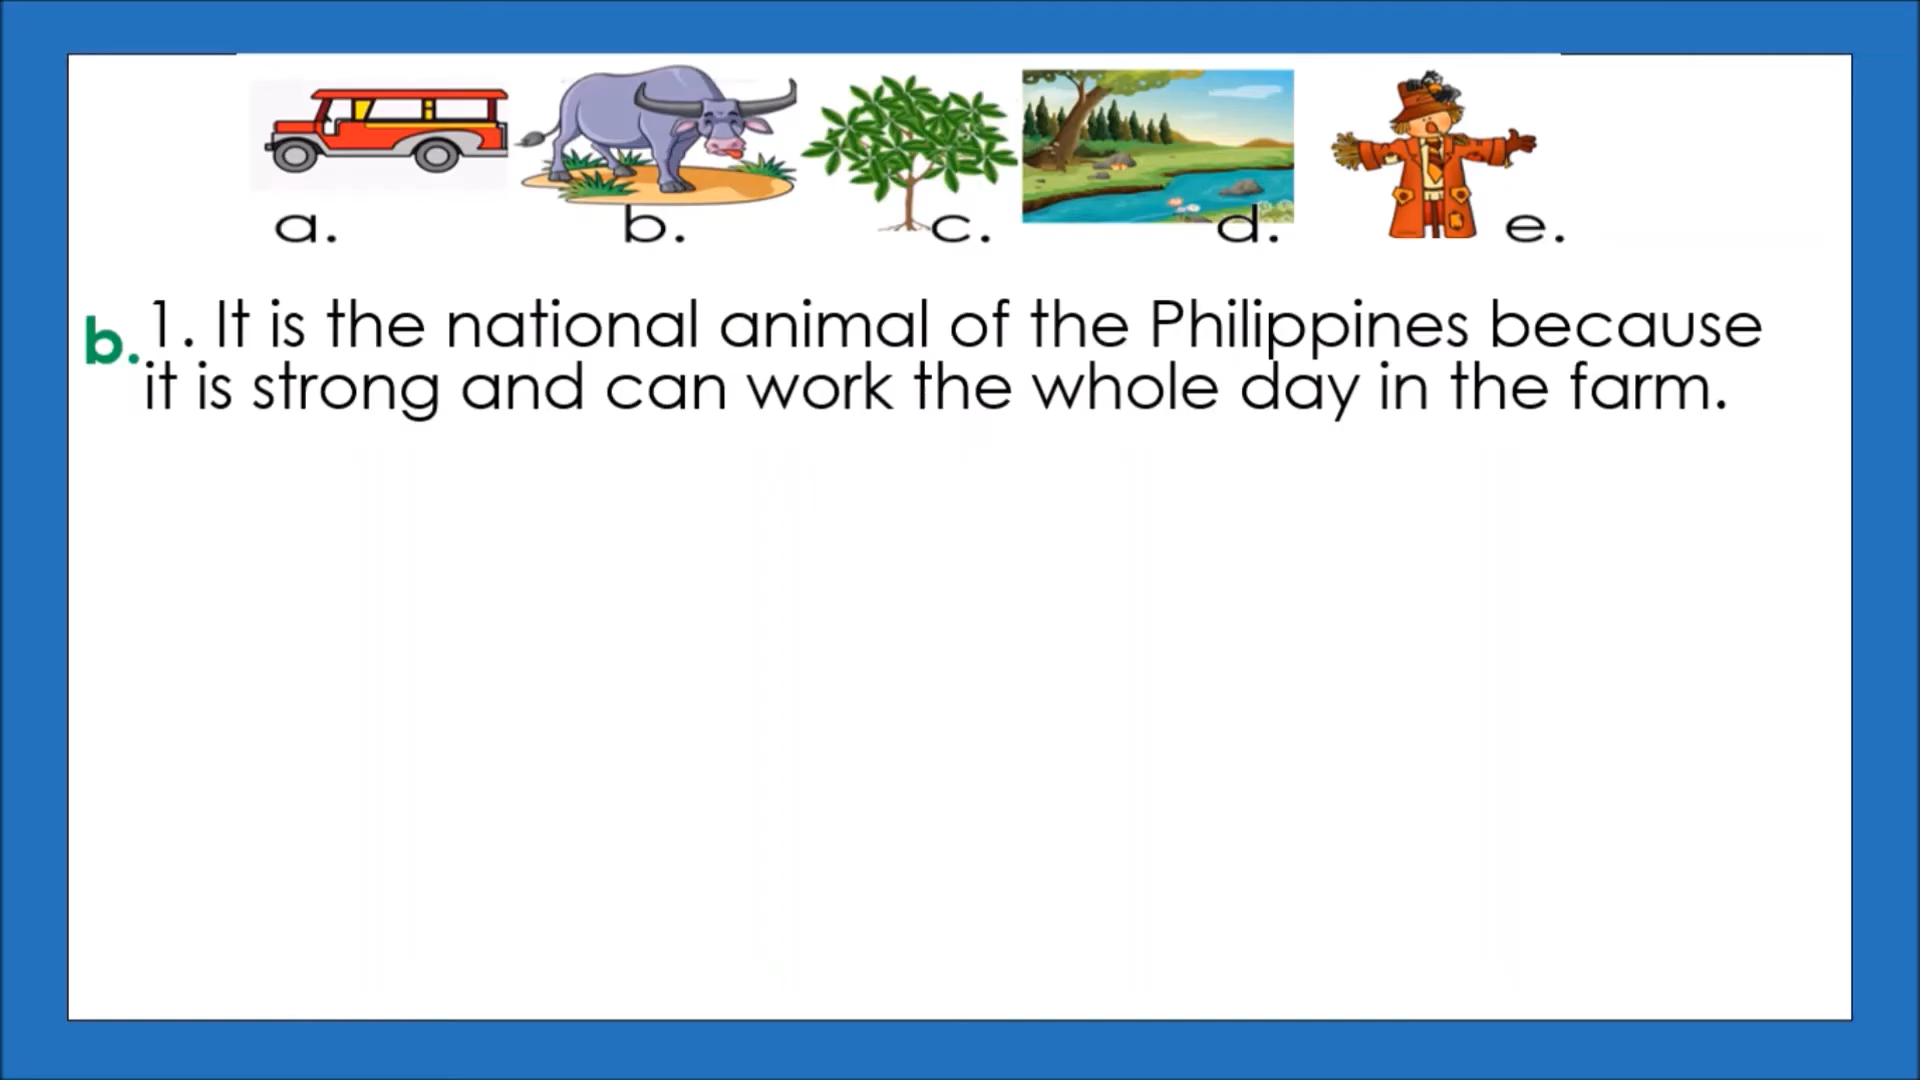 a. b. c. d. e.
b. 1. It is the national animal of the Philippines because
it is strong and can work the whole day in the farm.